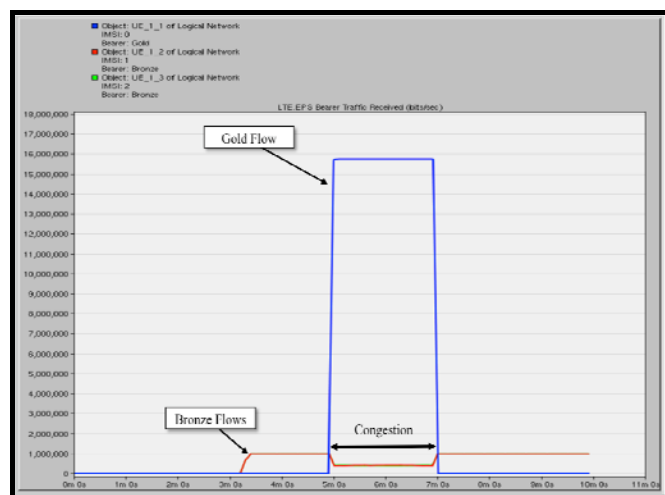 Object: UE_1_1 of Logical Network
IMSI: 0
Bearer: Gold
Object: UE_1_2 of Logical Network
IMSI: 1
Bearer: Bronze
Object: UE_1_3 of Logical Network
IMSI: 2
Bearer: Bronze
LTE.EPS Bearer Traffic Received (bits/sec)
18,000,000
17,000,000
Gold Flow
16,000,000
15,000,000
14,000,000
13,000,000
12,000,000
11,000,000
10,000,000
9,000,000
8,000,000
7,000,000
6,000,000
5,000,000
4,000,000
3,000,000
Bronze Flows
Congestion
2,000,000
1,000,000
0
0m 0s 1m 0s 2m 0s 3m 0s 4m 0s 5m 0s 6m 0s 7m 0s 8m 0s 9m 0s 10m 0s 11m 0s